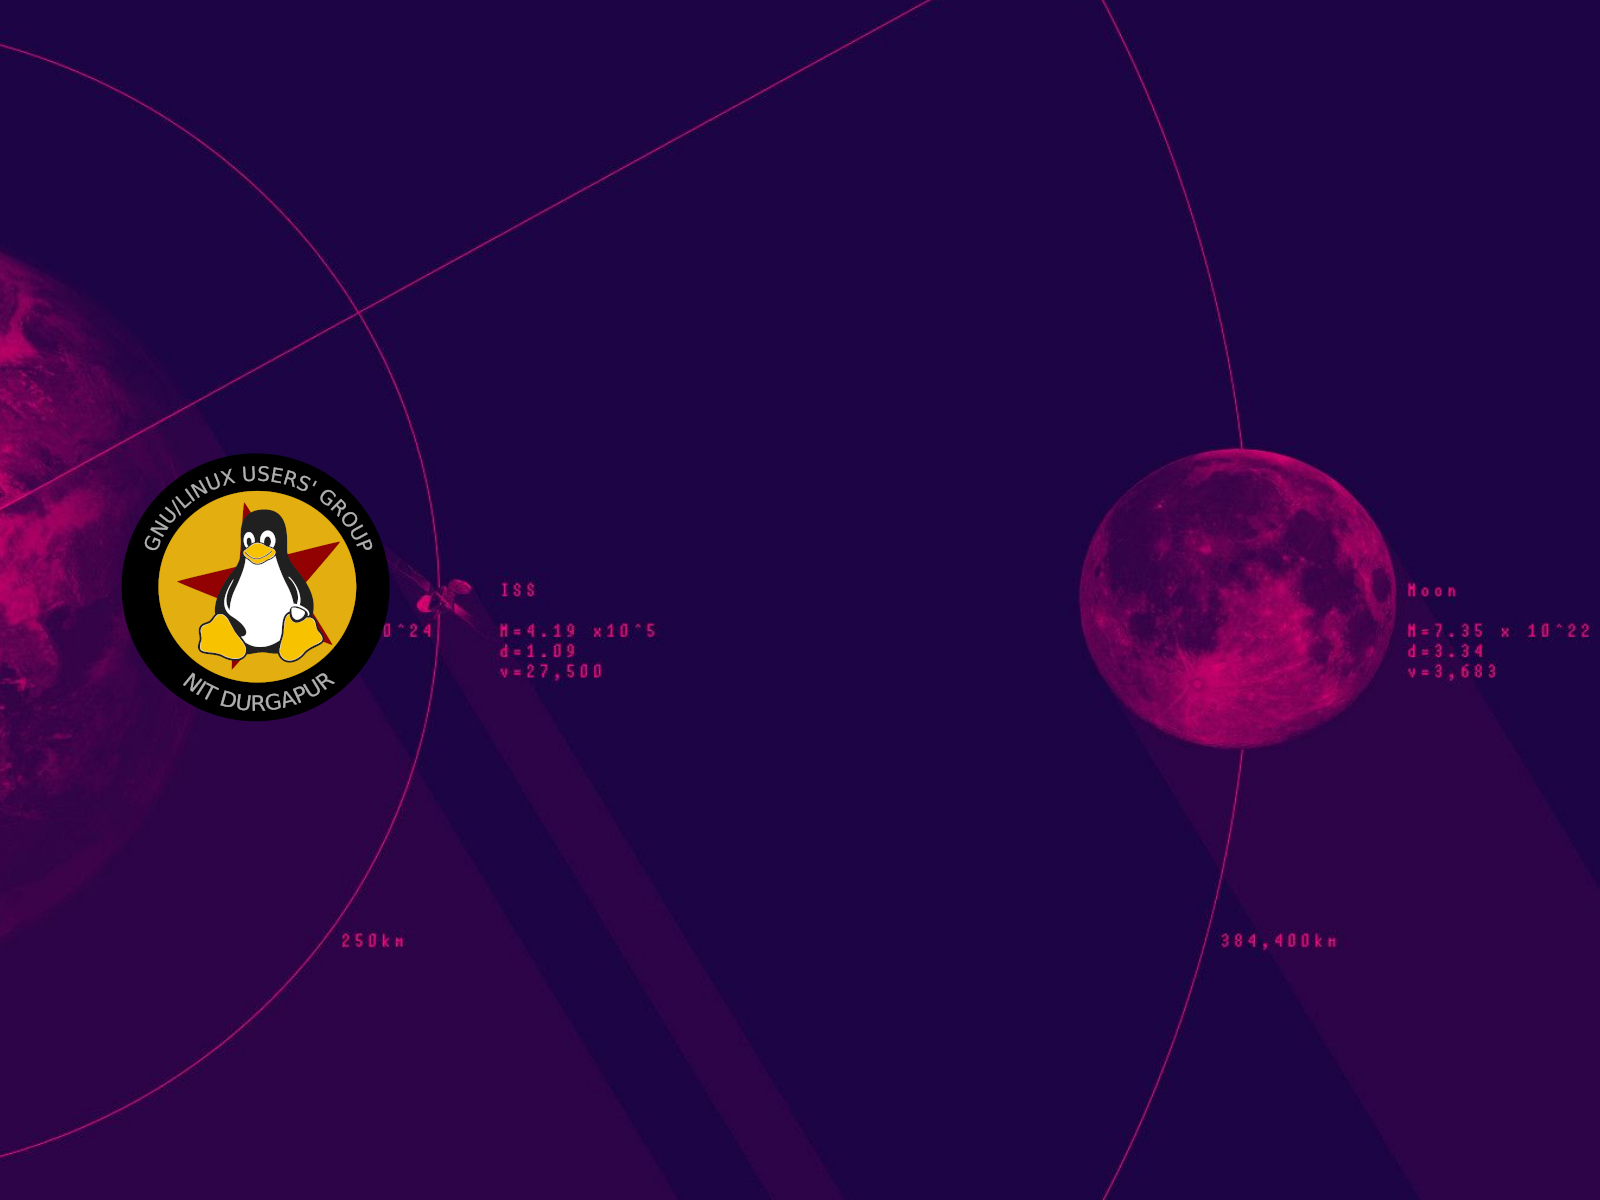 GNU/LINUX USERS' GROUP
NIT DURGAPUR
0^24
ISS
M=4.19 x10^5
d=1.09
v=27,500
Moon
M=7.35 x 10^22
d=3.34
v=3,683
250km
384,400km